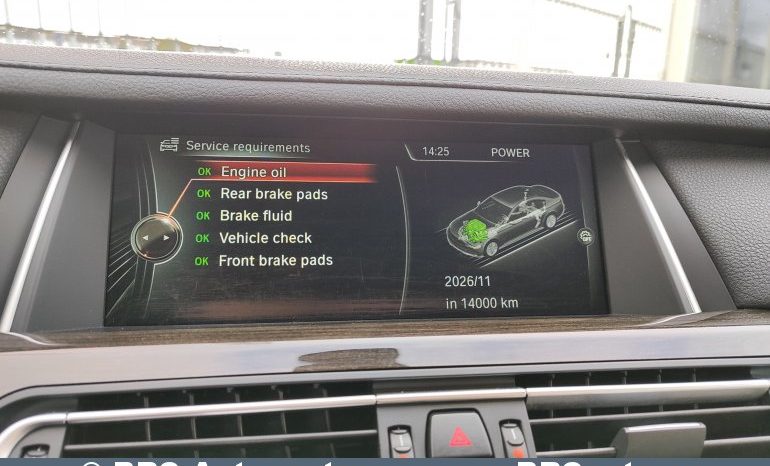 Service requirements
14:25 POWER
OK Engine oil
OK Rear brake pads
OK Brake fluid
OK Vehicle check
OK Front brake pads
2026/11
in 14000 km